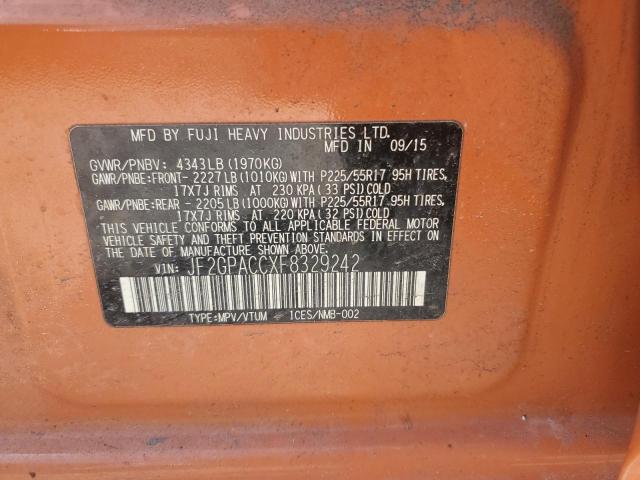 MFD BY FUJI HEAVY INDUSTRIES LTD.
MFD IN 09/15
GVWR/PNBV: 4343LB(1970KG)
GAWR/PNBE:FRONT- 2227LB(1010KG)WITH P225/55R17 95H TIRES,
17X7J RIMS AT 230 KPA(33 PSI)COLD
GAWR/PNBE:REAR - 2205LB(1000KG)WITH P225/55R17 95H TIRES,
17X7J RIMS AT 220 KPA(32 PSI)COLD
THIS VEHICLE CONFORMS TO ALL APPLICABLE FEDERAL MOTOR
VEHICLE SAFETY AND THEFT PREVENTION STANDARDS IN EFFECT
ON THE DATE OF MANUFACTURE SHOWN ABOVE.
VIN: JF2GPACCXF8329242
TYPE:MPV/VTUM ICES/NMB-002